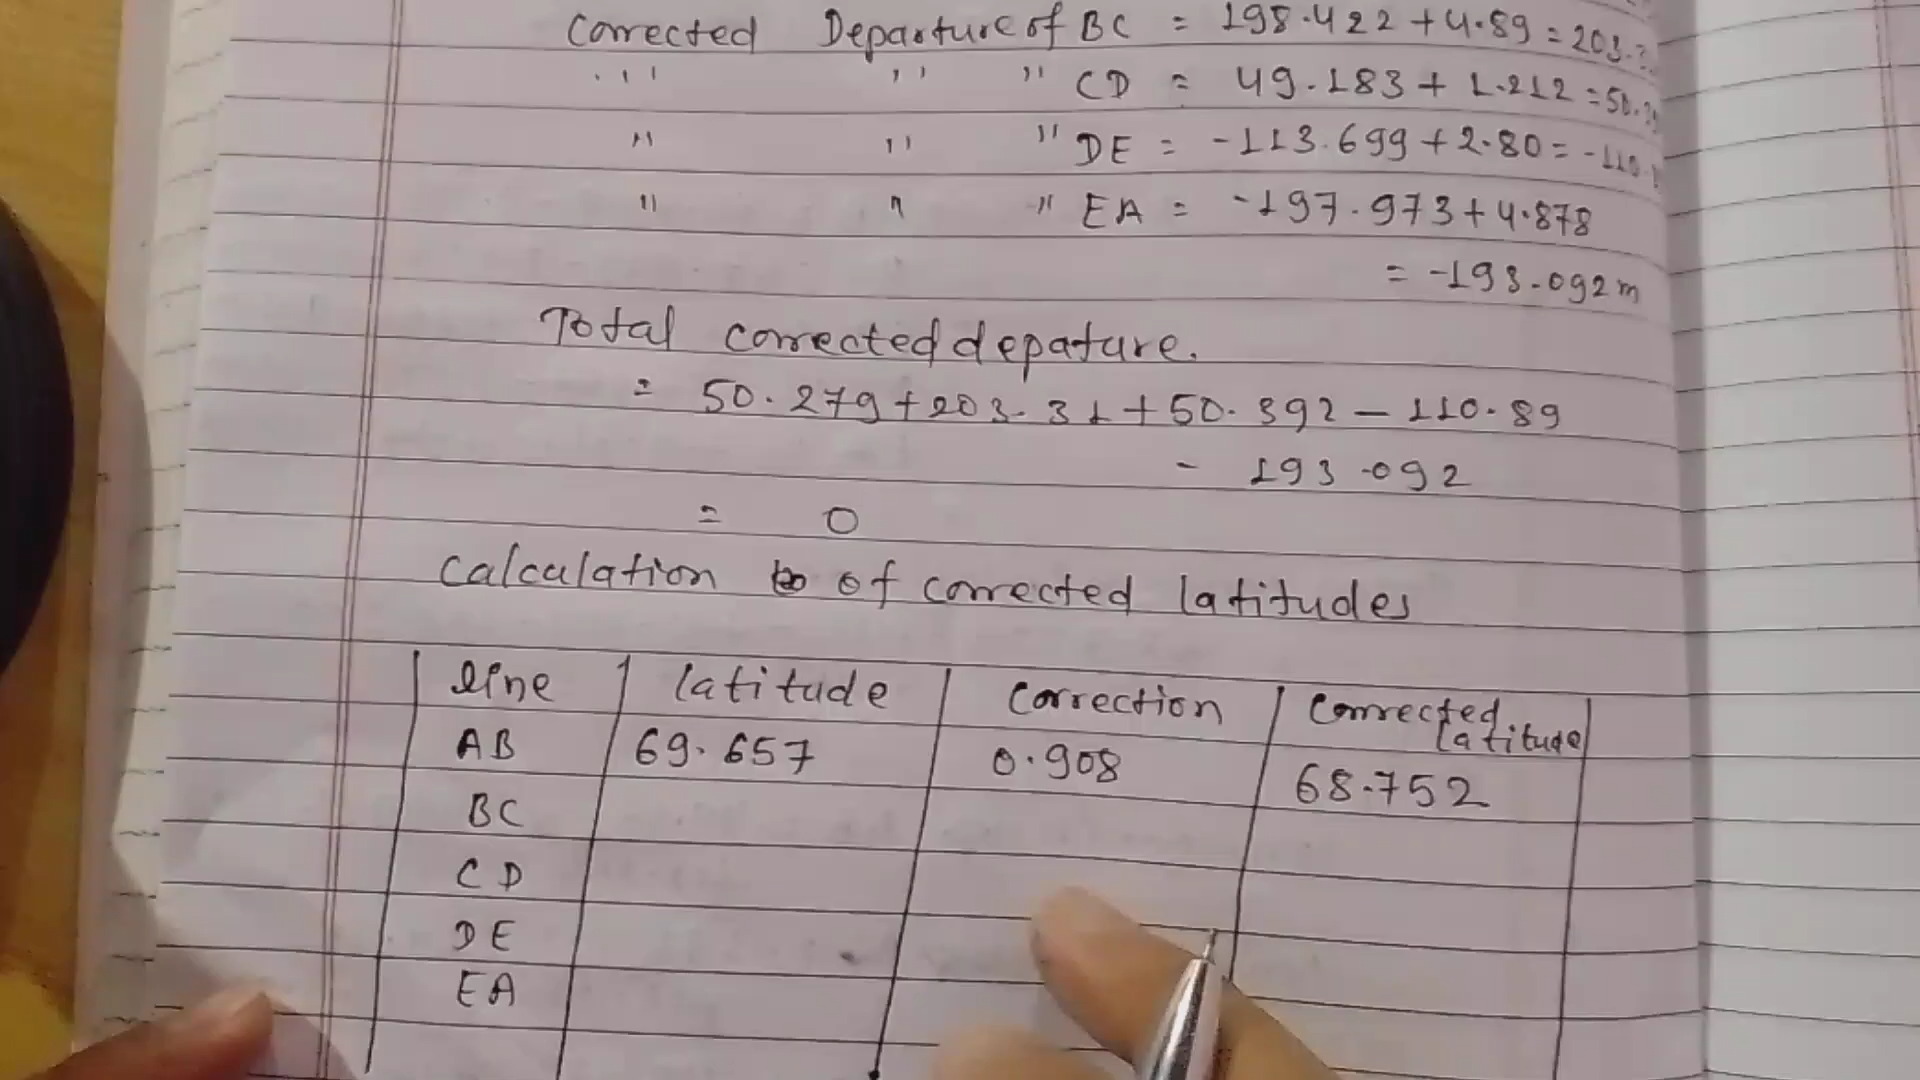 Corrected Departure of BC = 198.422 + 4.89 = 203.
,, ,, " CD = 49.183 + 1.212 = 50.
" ,, " DE = -113.699 + 2.80 = -110.
" " " EA = -197.973 + 4.878
= -193.092m
Total corrected depature.
= 50.279 + 203.31 + 50.392 - 110.89
- 193.092
= 0
Calculation of corrected latitudes
line latitude Correction Corrected latitude
AB 69.657 0.908 68.752
BC
CD
DE
EA